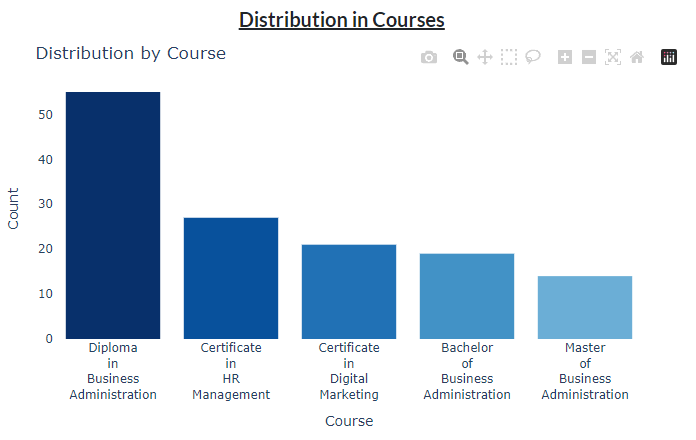 Distribution in Courses
Distribution by Course
50
40
30
20
10
0
Count
Diploma
in
Business
Administration
Certificate
in
HR
Management
Certificate
in
Digital
Marketing
Bachelor
of
Business
Administration
Master
of
Business
Administration
Course